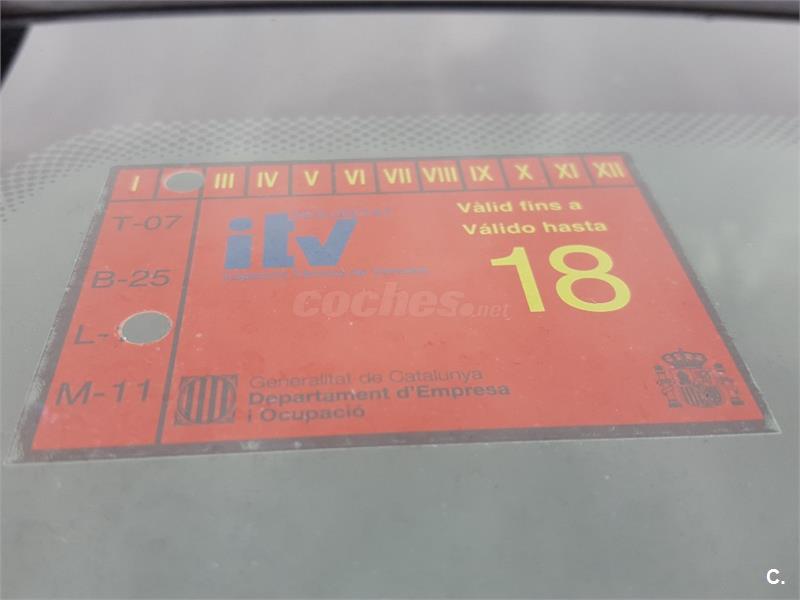 I III IV V VI VII VIII IX X XI XII
T-07
B-25
L-
M-11
itv
Vàlid fins a
Válido hasta
18
coches.net
Generalitat de Catalunya
Departament d'Empresa
i Ocupació
C.